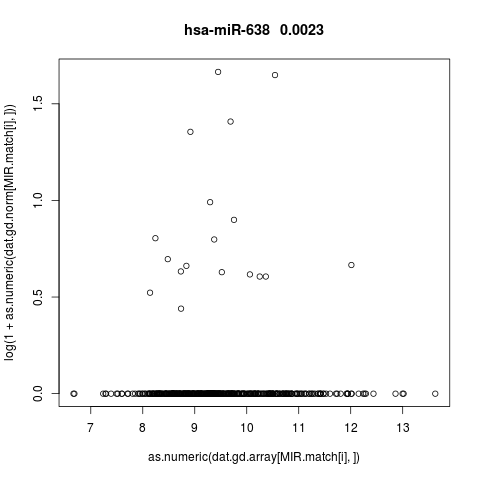 hsa-miR-638 0.0023
log(1 + as.numeric(dat.gd.norm[MIR.match[i], ]))
1.5
1.0
0.5
0.0
7 8 9 10 11 12 13
as.numeric(dat.gd.array[MIR.match[i], ])